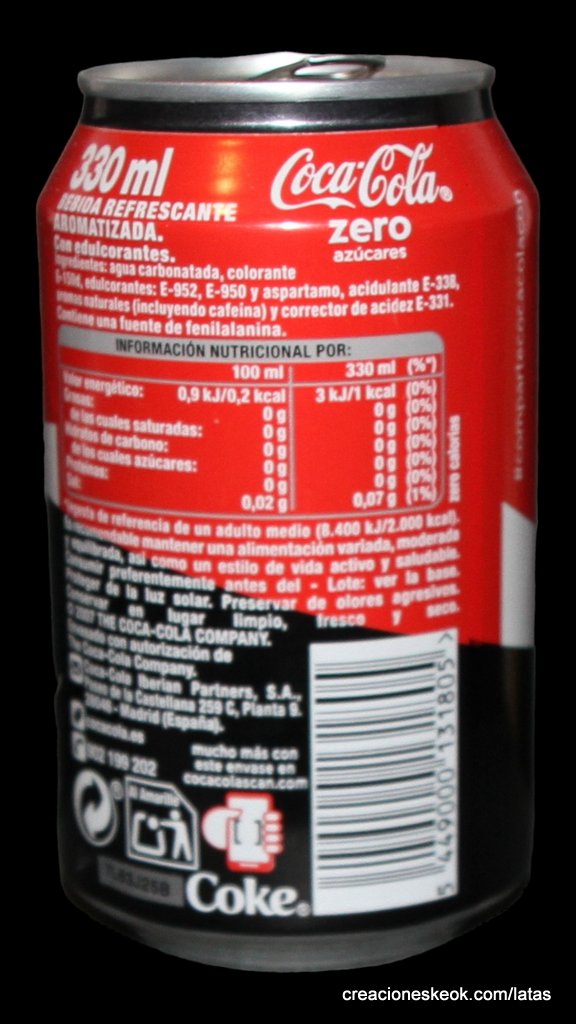 330 ml
BEBIDA REFRESCANTE
AROMATIZADA.
Con edulcorantes.
Ingredientes: agua carbonatada, colorante
E-150d, edulcorantes: E-952, E-950 y aspartamo, acidulante E-338,
aromas naturales (incluyendo cafeína) y corrector de acidez E-331.
Contiene una fuente de fenilalanina.
Coca-Cola®
zero
azúcares
INFORMACIÓN NUTRICIONAL POR:
100 ml 330 ml (%*)
Valor energético: 0,9 kJ/0,2 kcal 3 kJ/1 kcal (0%)
Grasas: 0 g 0 g (0%)
de las cuales saturadas: 0 g 0 g (0%)
Hidratos de carbono: 0 g 0 g (0%)
de los cuales azúcares: 0 g 0 g (0%)
Proteínas: 0 g 0 g (0%)
Sal: 0,02 g 0,07 g (1%)
zero calorías
#compartecocacolacon
*Ingesta de referencia de un adulto medio (8.400 kJ/2.000 kcal).
Es recomendable mantener una alimentación variada, moderada
y equilibrada, así como un estilo de vida activo y saludable.
Consumir preferentemente antes del - Lote: ver la base.
Proteger de la luz solar. Preservar de olores agresivos.
Conservar en lugar limpio, fresco y seco.
© 2007 THE COCA-COLA COMPANY.
autorización de
The Coca-Cola Company.
Coca-Cola Iberian Partners, S.A.,
Paseo de la Castellana 259 C, Planta 9.
28046 - Madrid (España).
cocacola.es
902 199 202
mucho más con
este envase en
cocacolascan.com
Al Amarillo
Coke®
5 449000 131805 >
creacioneskeok.com/latas